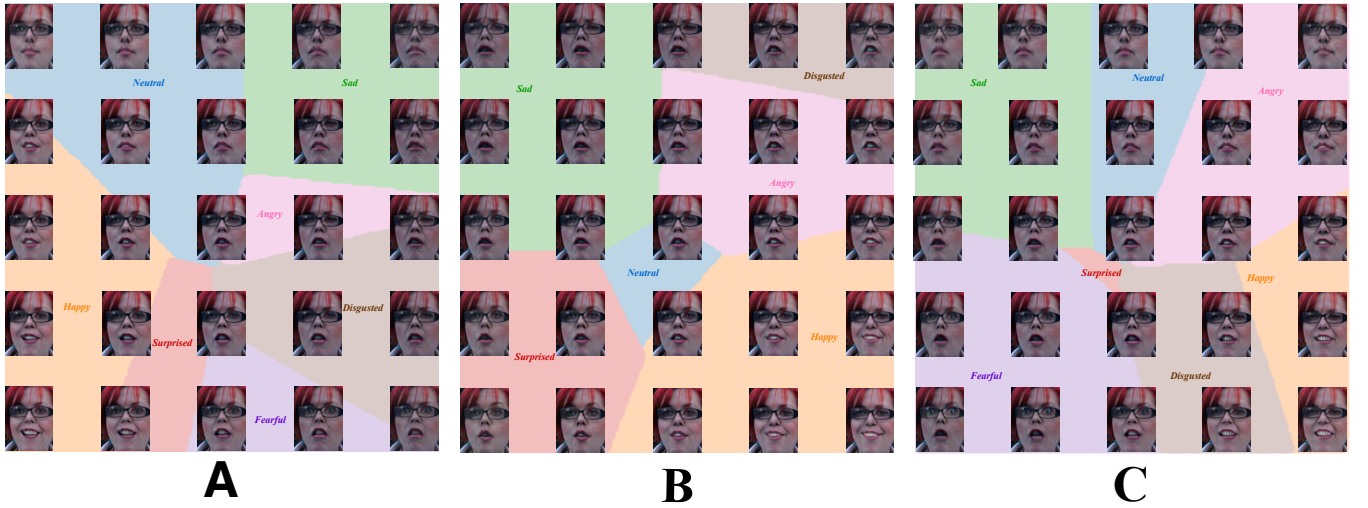 Neutral
Sad
Angry
Happy
Disgusted
Surprised
Fearful
A
Disgusted
Sad
Angry
Neutral
Happy
Surprised
B
Sad
Neutral
Angry
Surprised
Happy
Fearful
Disgusted
C